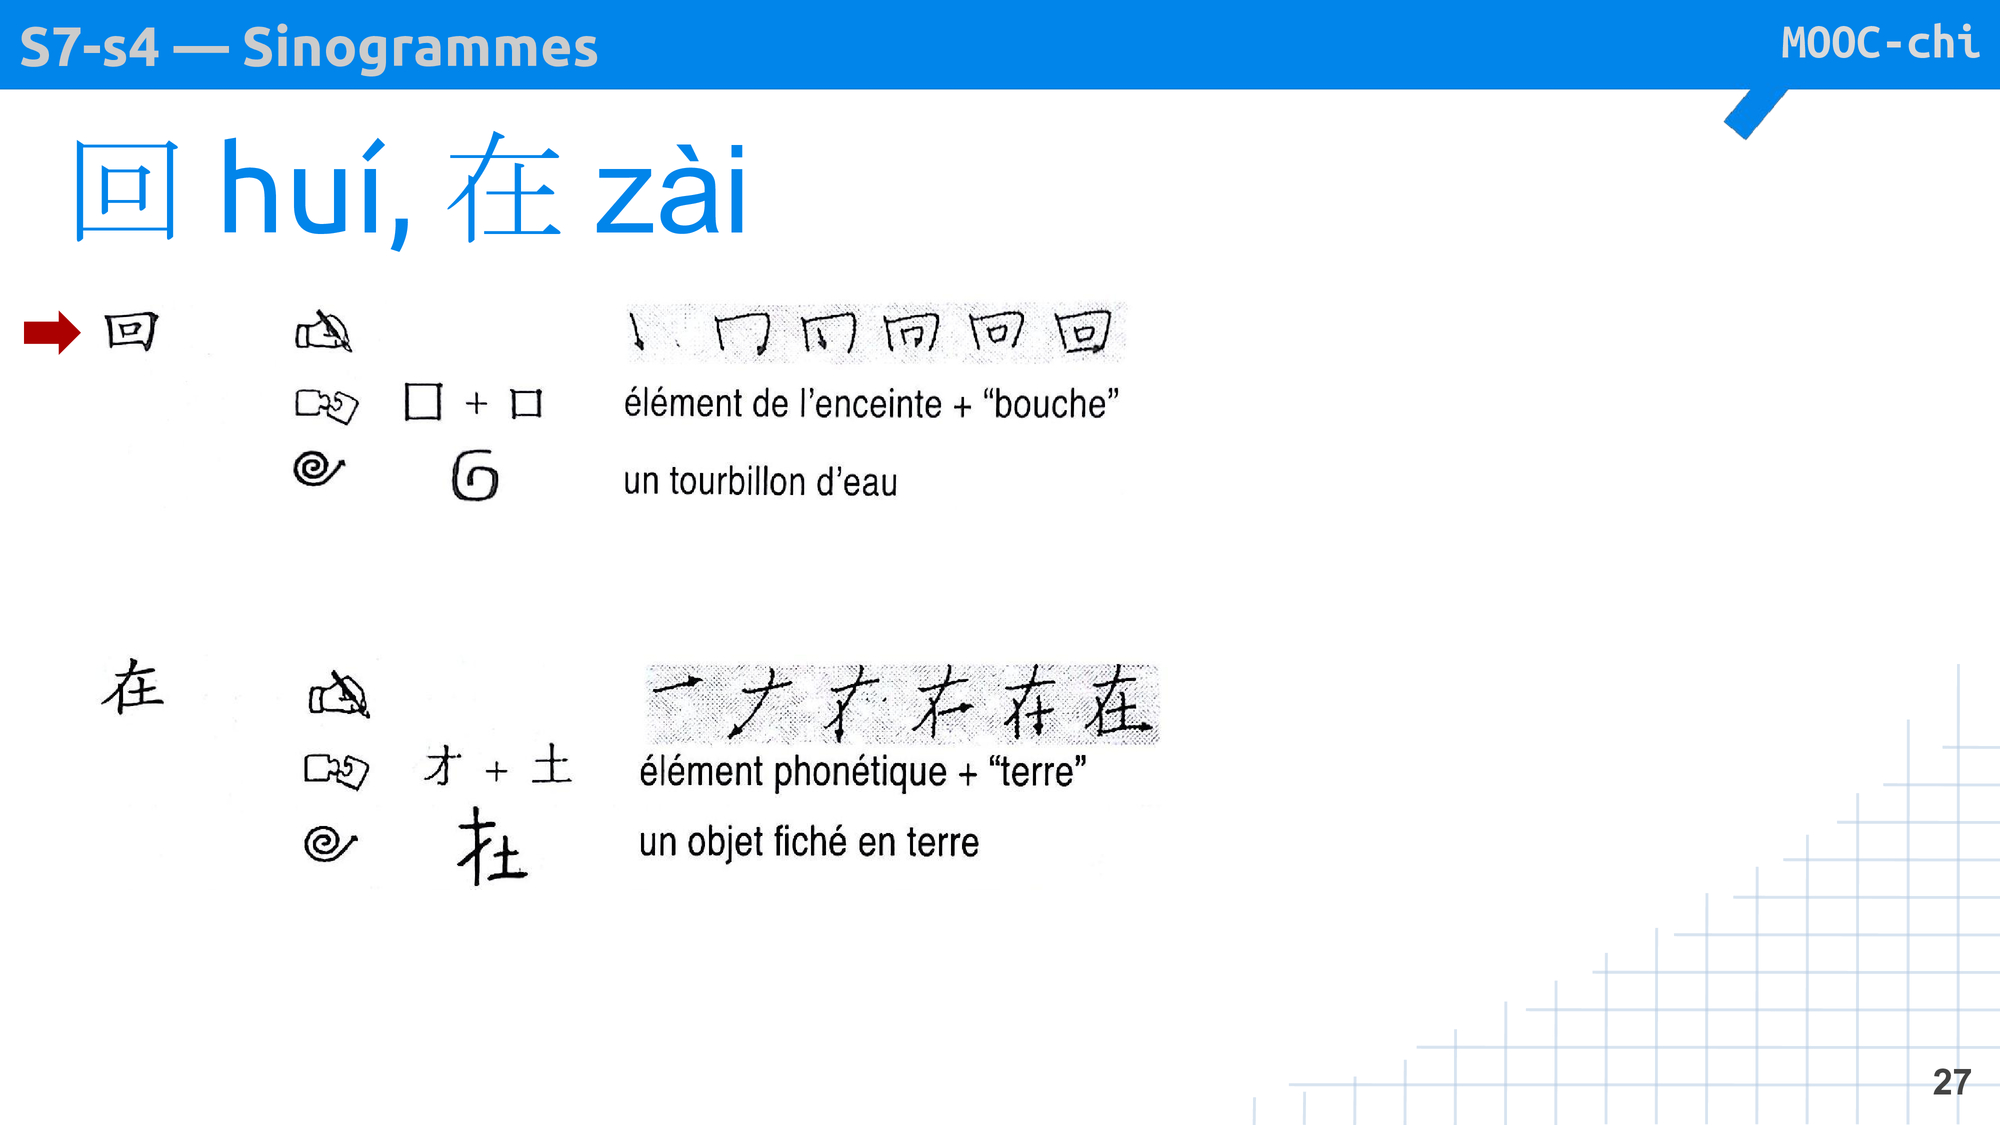 S7-s4 — Sinogrammes
MOOC-chi
回 huí, 在 zài
回
囗 + 口 élément de l’enceinte + “bouche”
un tourbillon d’eau
在
才 + 土 élément phonétique + “terre”
un objet fiché en terre
27